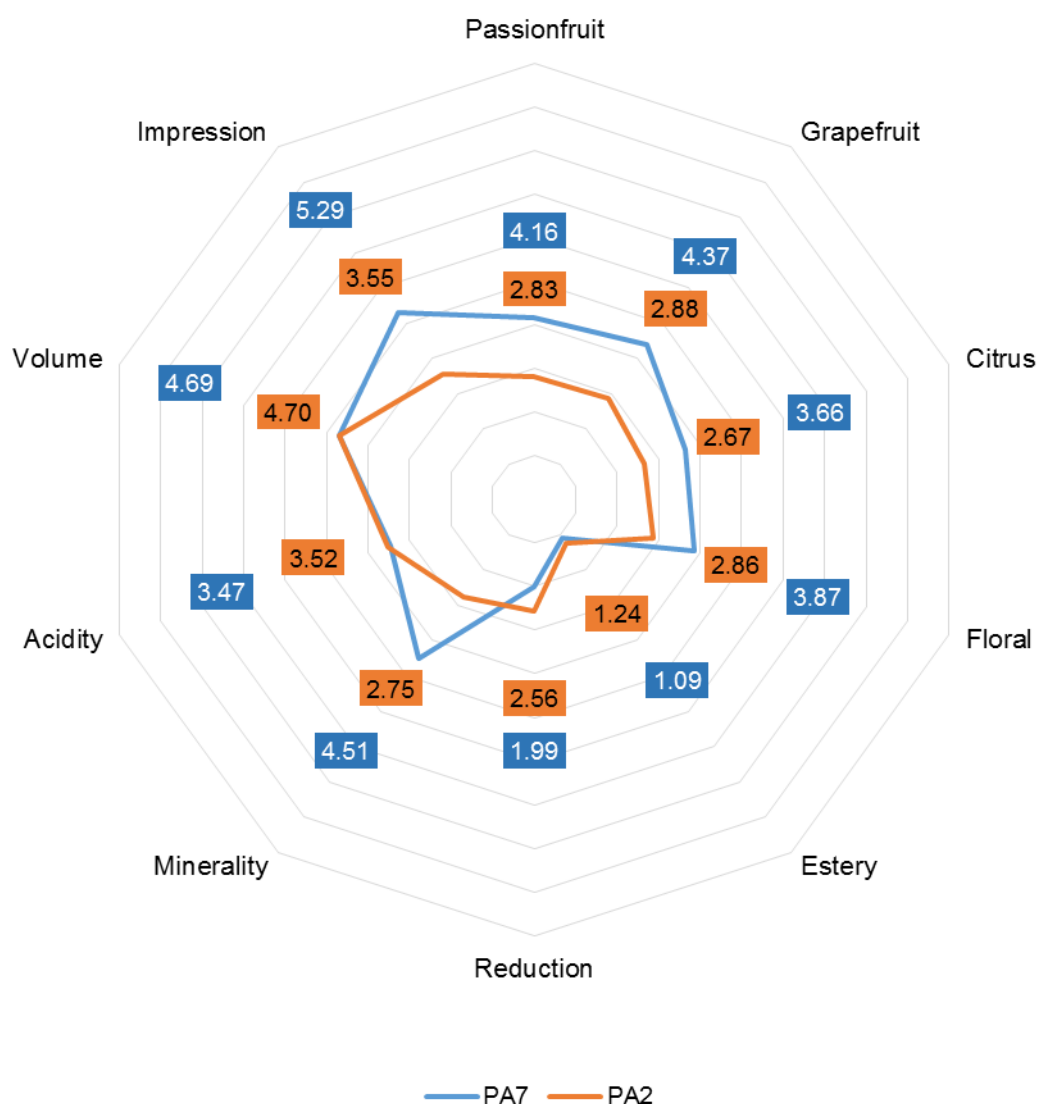 Passionfruit
Impression
Grapefruit
5.29
4.16
4.37
3.55
2.83
2.88
Volume
Citrus
4.69
4.70
3.66
2.67
3.52
2.86
3.47
3.87
Acidity
Floral
1.24
2.75
2.56
1.09
4.51
1.99
Minerality
Estery
Reduction
PA7 PA2